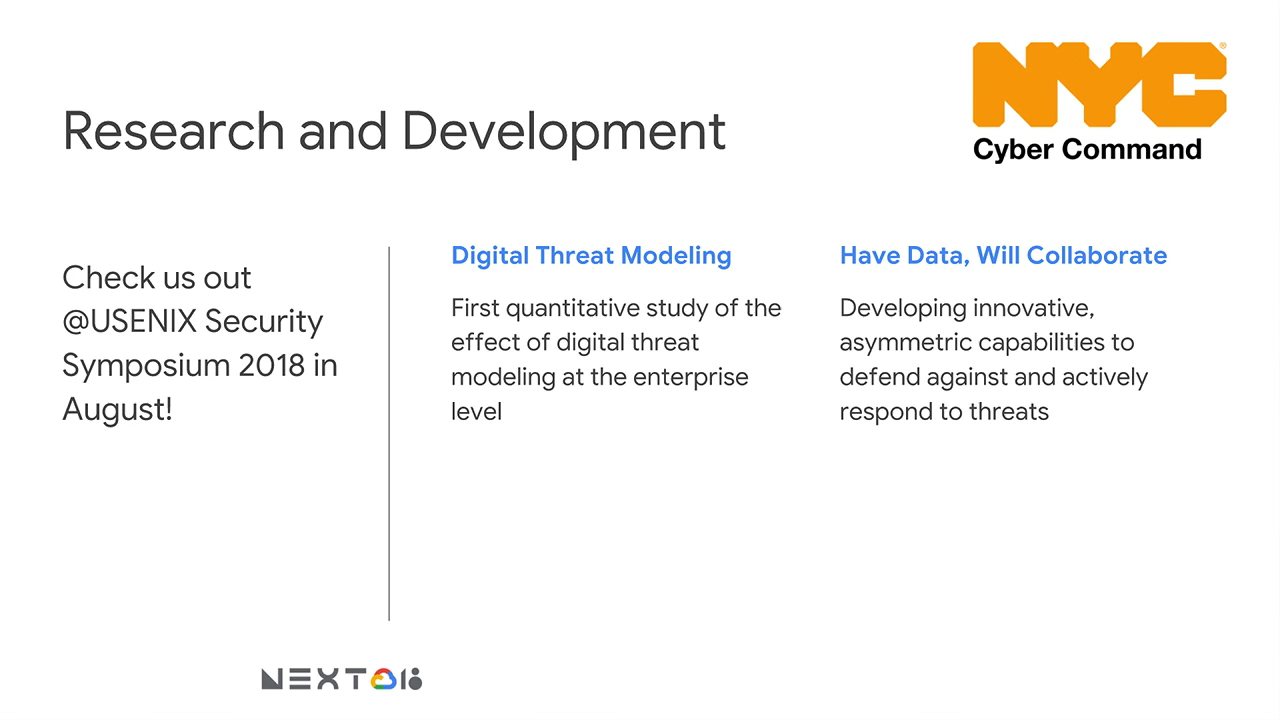 NYC®
Cyber Command
Research and Development
Check us out
@USENIX Security
Symposium 2018 in
August!
Digital Threat Modeling
First quantitative study of the
effect of digital threat
modeling at the enterprise
level
Have Data, Will Collaborate
Developing innovative,
asymmetric capabilities to
defend against and actively
respond to threats
NEXT 18